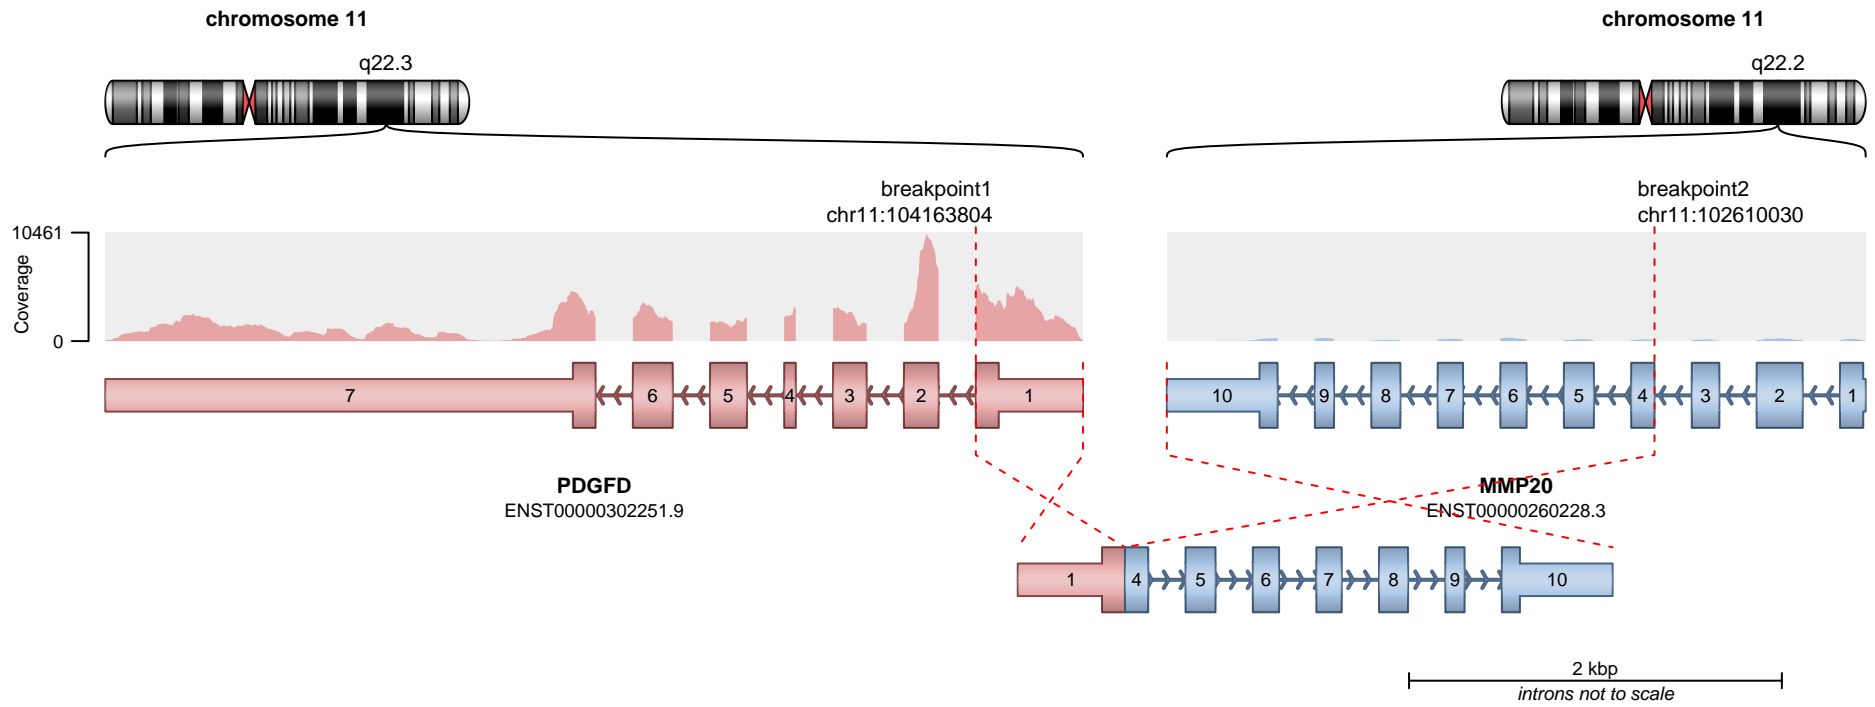 chromosome 11
chromosome 11
q22.3
q22.2
breakpoint1
chr11:104163804
breakpoint2
chr11:102610030
10461
Coverage
0
7 6 5 4 3 2 1
10 9 8 7 6 5 4 3 2 1
PDGFD
ENST00000302251.9
MMP20
ENST00000260228.3
1 4 5 6 7 8 9 10
2 kbp
introns not to scale